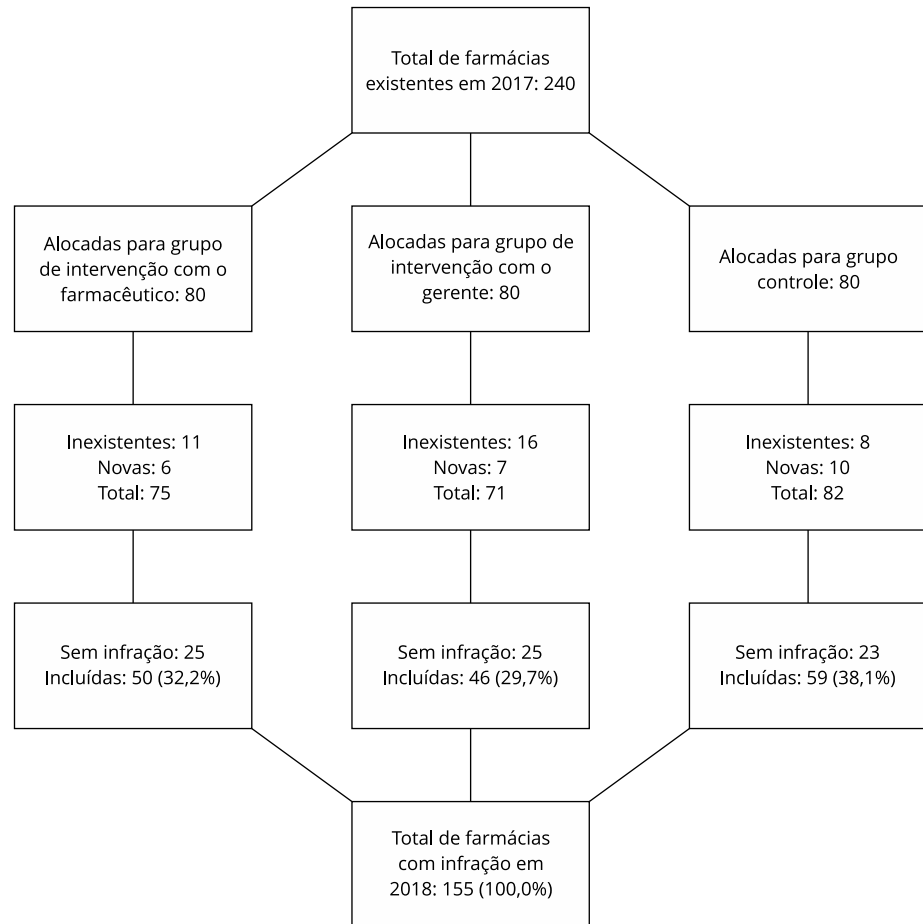 Total de farmácias
existentes em 2017: 240
Alocadas para grupo
de intervenção com o
farmacêutico: 80
Alocadas para grupo de
intervenção com o
gerente: 80
Alocadas para grupo
controle: 80
Inexistentes: 11
Novas: 6
Total: 75
Inexistentes: 16
Novas: 7
Total: 71
Inexistentes: 8
Novas: 10
Total: 82
Sem infração: 25
Incluídas: 50 (32,2%)
Sem infração: 25
Incluídas: 46 (29,7%)
Sem infração: 23
Incluídas: 59 (38,1%)
Total de farmácias
com infração em
2018: 155 (100,0%)